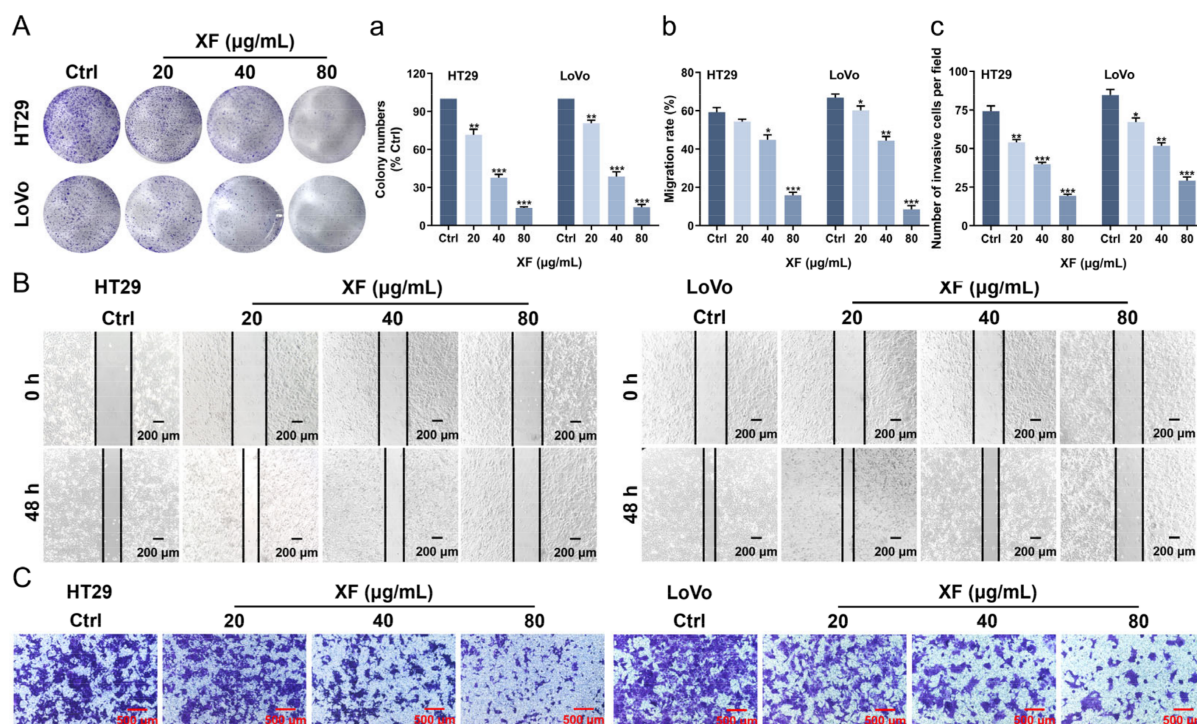 A
XF (µg/mL)
Ctrl 20 40 80
HT29
LoVo
a
HT29 LoVo
Colony numbers
(% Ctrl)
120
90
60
30
0
** *** *** ** *** ***
Ctrl 20 40 80 Ctrl 20 40 80
XF (µg/mL)
b
HT29 LoVo
Migration rate (%)
80
60
40
20
0
* *** * ** ***
Ctrl 20 40 80 Ctrl 20 40 80
XF (µg/mL)
c
HT29 LoVo
Number of invasive cells per field
100
75
50
25
0
** *** *** * ** ***
Ctrl 20 40 80 Ctrl 20 40 80
XF (µg/mL)
B
HT29 XF (µg/mL)
Ctrl 20 40 80
0 h
200 µm 200 µm 200 µm 200 µm
48 h
200 µm 200 µm 200 µm 200 µm
LoVo XF (µg/mL)
Ctrl 20 40 80
0 h
200 µm 200 µm 200 µm 200 µm
48 h
200 µm 200 µm 200 µm 200 µm
C
HT29 XF (µg/mL)
Ctrl 20 40 80
500 µm 500 µm 500 µm 500 µm
LoVo XF (µg/mL)
Ctrl 20 40 80
500 µm 500 µm 500 µm 500 µm